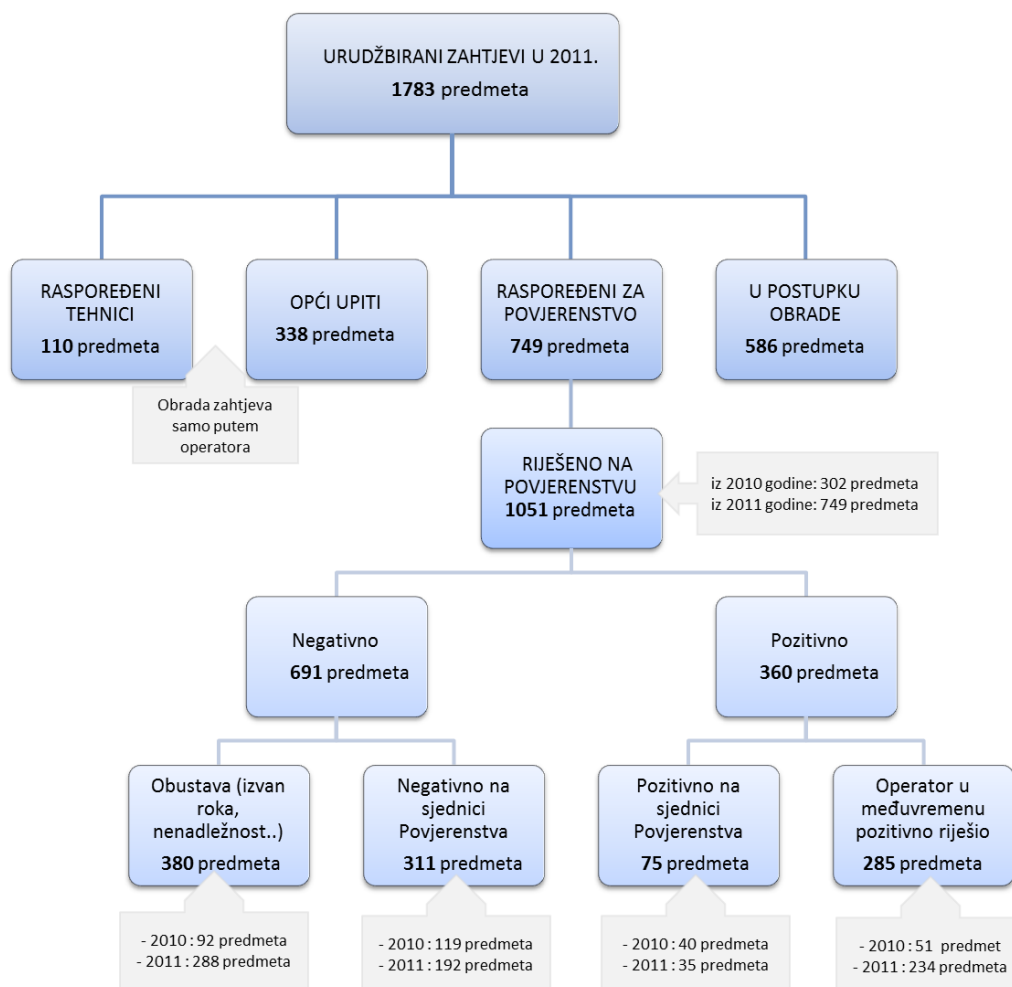 URUDŽBIRANI ZAHTJEVI U 2011.
1783 predmeta
RASPOREĐENI
TEHNICI
110 predmeta
OPĆI UPITI
338 predmeta
RASPOREĐENI ZA
POVJERENSTVO
749 predmeta
U POSTUPKU
OBRADE
586 predmeta
Obrada zahtjeva
samo putem
operatora
RIJEŠENO NA
POVJERENSTVU
1051 predmeta
iz 2010 godine: 302 predmeta
iz 2011 godine: 749 predmeta
Negativno
691 predmeta
Pozitivno
360 predmeta
Obustava (izvan
roka,
nenadležnost..)
380 predmeta
Negativno na
sjednici
Povjerenstva
311 predmeta
Pozitivno na
sjednici
Povjerenstva
75 predmeta
Operator u
međuvremenu
pozitivno riješio
285 predmeta
- 2010 : 92 predmeta
- 2011 : 288 predmeta
- 2010 : 119 predmeta
- 2011 : 192 predmeta
- 2010 : 40 predmeta
- 2011 : 35 predmeta
- 2010 : 51 predmet
- 2011 : 234 predmeta